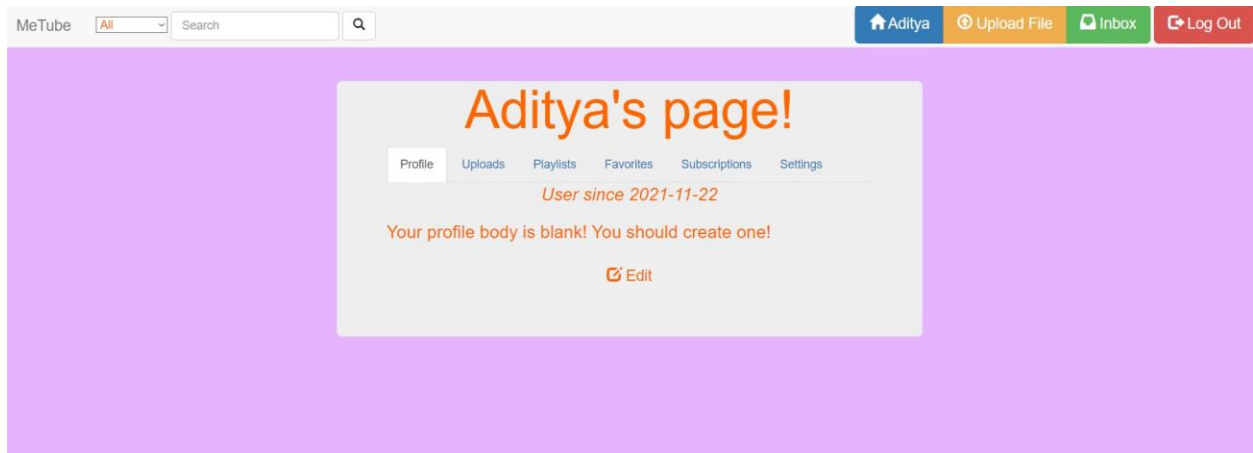 MeTube All Search Aditya Upload File Inbox Log Out
Aditya's page!
Profile Uploads Playlists Favorites Subscriptions Settings
User since 2021-11-22
Your profile body is blank! You should create one!
Edit